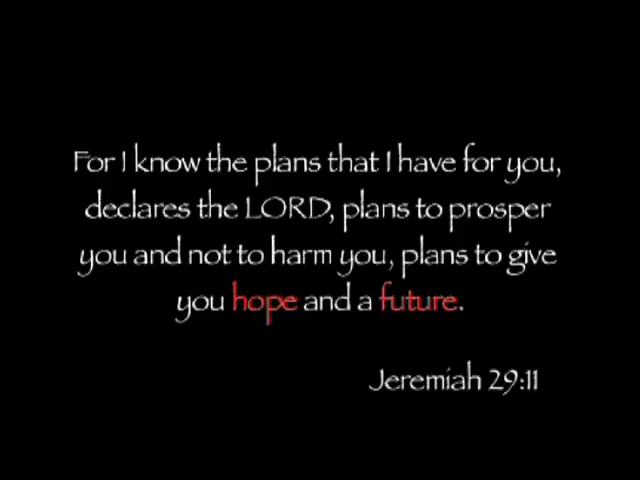 For I know the plans that I have for you,
declares the LORD, plans to prosper
you and not to harm you, plans to give
you hope and a future.
Jeremiah 29:11